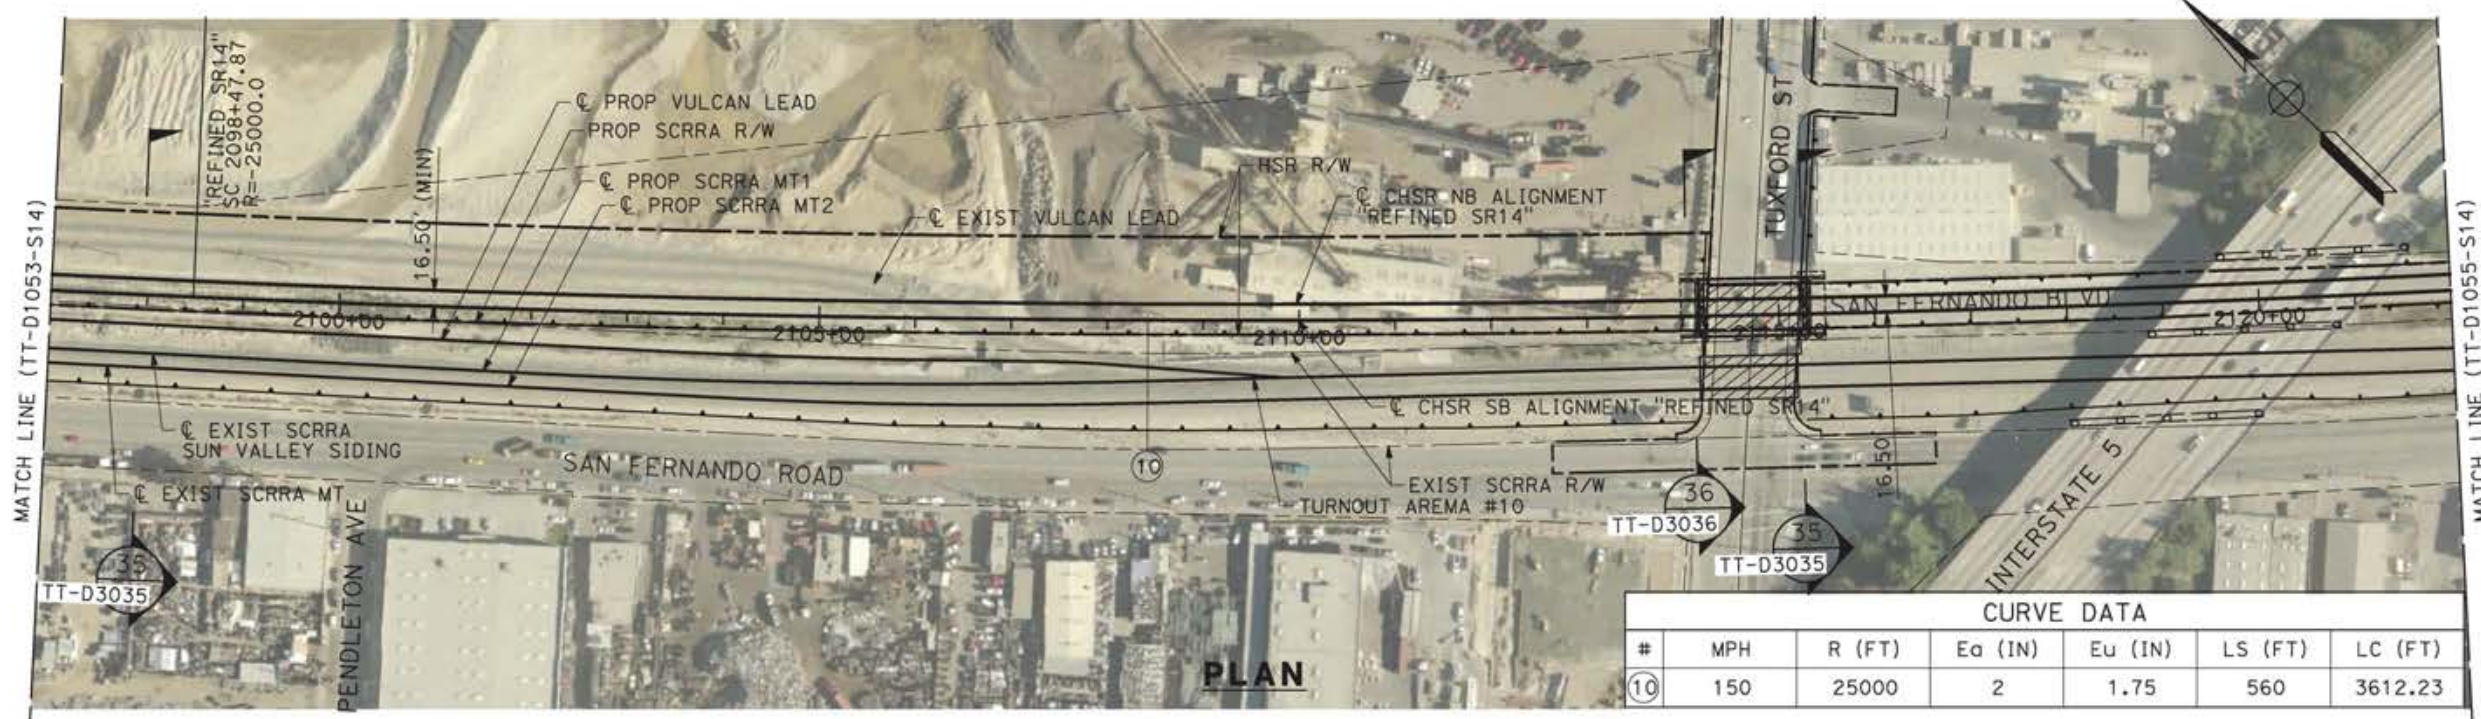 "REFINED SR14"
SC 2098+47.87
R=-25000.0
℄ PROP VULCAN LEAD
PROP SCRRA R/W
℄ PROP SCRRA MT1
℄ PROP SCRRA MT2
16.50' (MIN)
℄ EXIST VULCAN LEAD
HSR R/W
℄ CHSR NB ALIGNMENT
"REFINED SR14"
TUXFORD ST
MATCH LINE (TT-D1053-S14)
MATCH LINE (TT-D1055-S14)
SAN FERNANDO BLVD
2100+00
2105+00
2110+00
2120+00
℄ CHSR SB ALIGNMENT "REFINED SR14"
℄ EXIST SCRRA
SUN VALLEY SIDING
SAN FERNANDO ROAD
10
℄ EXIST SCRRA MT
EXIST SCRRA R/W
TURNOUT AREMA #10
16.50'
36
TT-D3036
35
TT-D3035
35
TT-D3035
PENDLETON AVE
INTERSTATE 5
PLAN
CURVE DATA
# MPH R (FT) Ea (IN) Eu (IN) LS (FT) LC (FT)
10 150 25000 2 1.75 560 3612.23